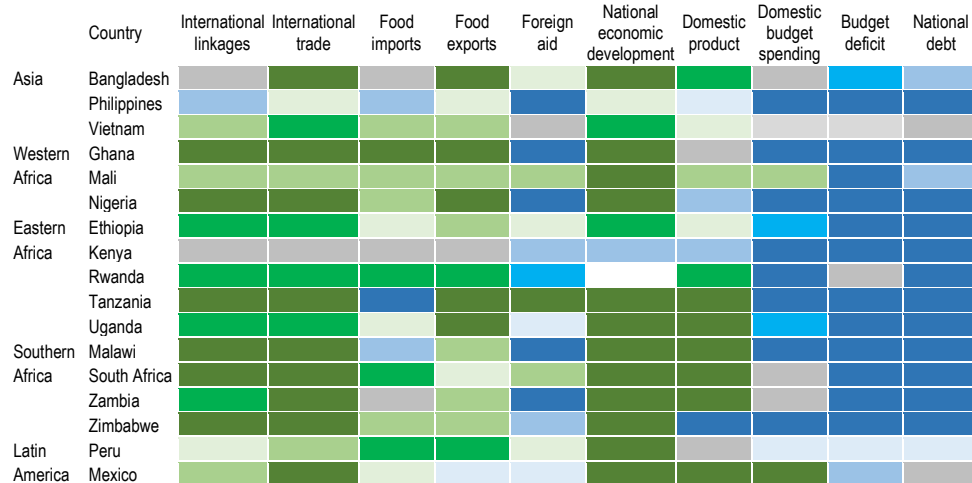 Country International linkages International trade Food imports Food exports Foreign aid National economic development Domestic product Domestic budget spending Budget deficit National debt
Asia Bangladesh
Philippines
Vietnam
Western Ghana
Africa Mali
Nigeria
Eastern Ethiopia
Africa Kenya
Rwanda
Tanzania
Uganda
Southern Malawi
Africa South Africa
Zambia
Zimbabwe
Latin Peru
America Mexico